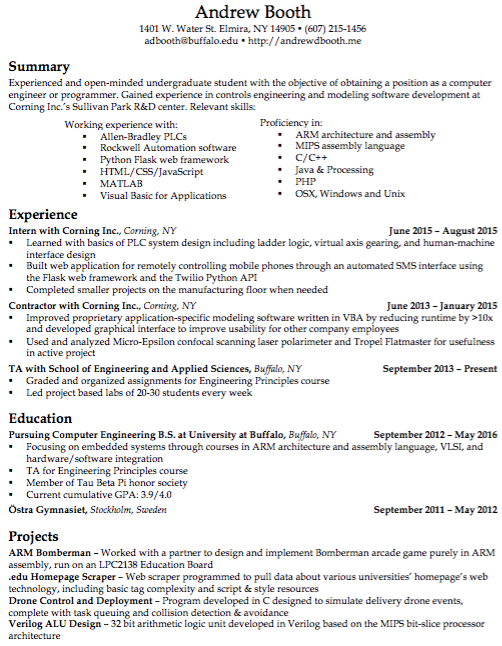 Andrew Booth
1401 W. Water St. Elmira, NY 14905 • (607) 215-1456
adbooth@buffalo.edu • http://andrewdbooth.me
Summary
Experienced and open-minded undergraduate student with the objective of obtaining a position as a computer
engineer or programmer. Gained experience in controls engineering and modeling software development at
Corning Inc.'s Sullivan Park R&D center. Relevant skills:
Working experience with:
▪ Allen-Bradley PLCs
▪ Rockwell Automation software
▪ Python Flask web framework
▪ HTML/CSS/JavaScript
▪ MATLAB
▪ Visual Basic for Applications
Proficiency in:
▪ ARM architecture and assembly
▪ MIPS assembly language
▪ C/C++
▪ Java & Processing
▪ PHP
▪ OSX, Windows and Unix
Experience
Intern with Corning Inc., Corning, NY June 2015 – August 2015
▪ Learned with basics of PLC system design including ladder logic, virtual axis gearing, and human-machine
interface design
▪ Built web application for remotely controlling mobile phones through an automated SMS interface using
the Flask web framework and the Twilio Python API
▪ Completed smaller projects on the manufacturing floor when needed
Contractor with Corning Inc., Corning, NY June 2013 – January 2015
▪ Improved proprietary application-specific modeling software written in VBA by reducing runtime by >10x
and developed graphical interface to improve usability for other company employees
▪ Used and analyzed Micro-Epsilon confocal scanning laser polarimeter and Tropel Flatmaster for usefulness
in active project
TA with School of Engineering and Applied Sciences, Buffalo, NY September 2013 – Present
▪ Graded and organized assignments for Engineering Principles course
▪ Led project based labs of 20-30 students every week
Education
Pursuing Computer Engineering B.S. at University at Buffalo, Buffalo, NY September 2012 – May 2016
▪ Focusing on embedded systems through courses in ARM architecture and assembly language, VLSI, and
hardware/software integration
▪ TA for Engineering Principles course
▪ Member of Tau Beta Pi honor society
▪ Current cumulative GPA: 3.9/4.0
Östra Gymnasiet, Stockholm, Sweden September 2011 – May 2012
Projects
ARM Bomberman – Worked with a partner to design and implement Bomberman arcade game purely in ARM
assembly, run on an LPC2138 Education Board
.edu Homepage Scraper – Web scraper programmed to pull data about various universities' homepage's web
technology, including basic tag complexity and script & style resources
Drone Control and Deployment – Program developed in C designed to simulate delivery drone events,
complete with task queuing and collision detection & avoidance
Verilog ALU Design – 32 bit arithmetic logic unit developed in Verilog based on the MIPS bit-slice processor
architecture